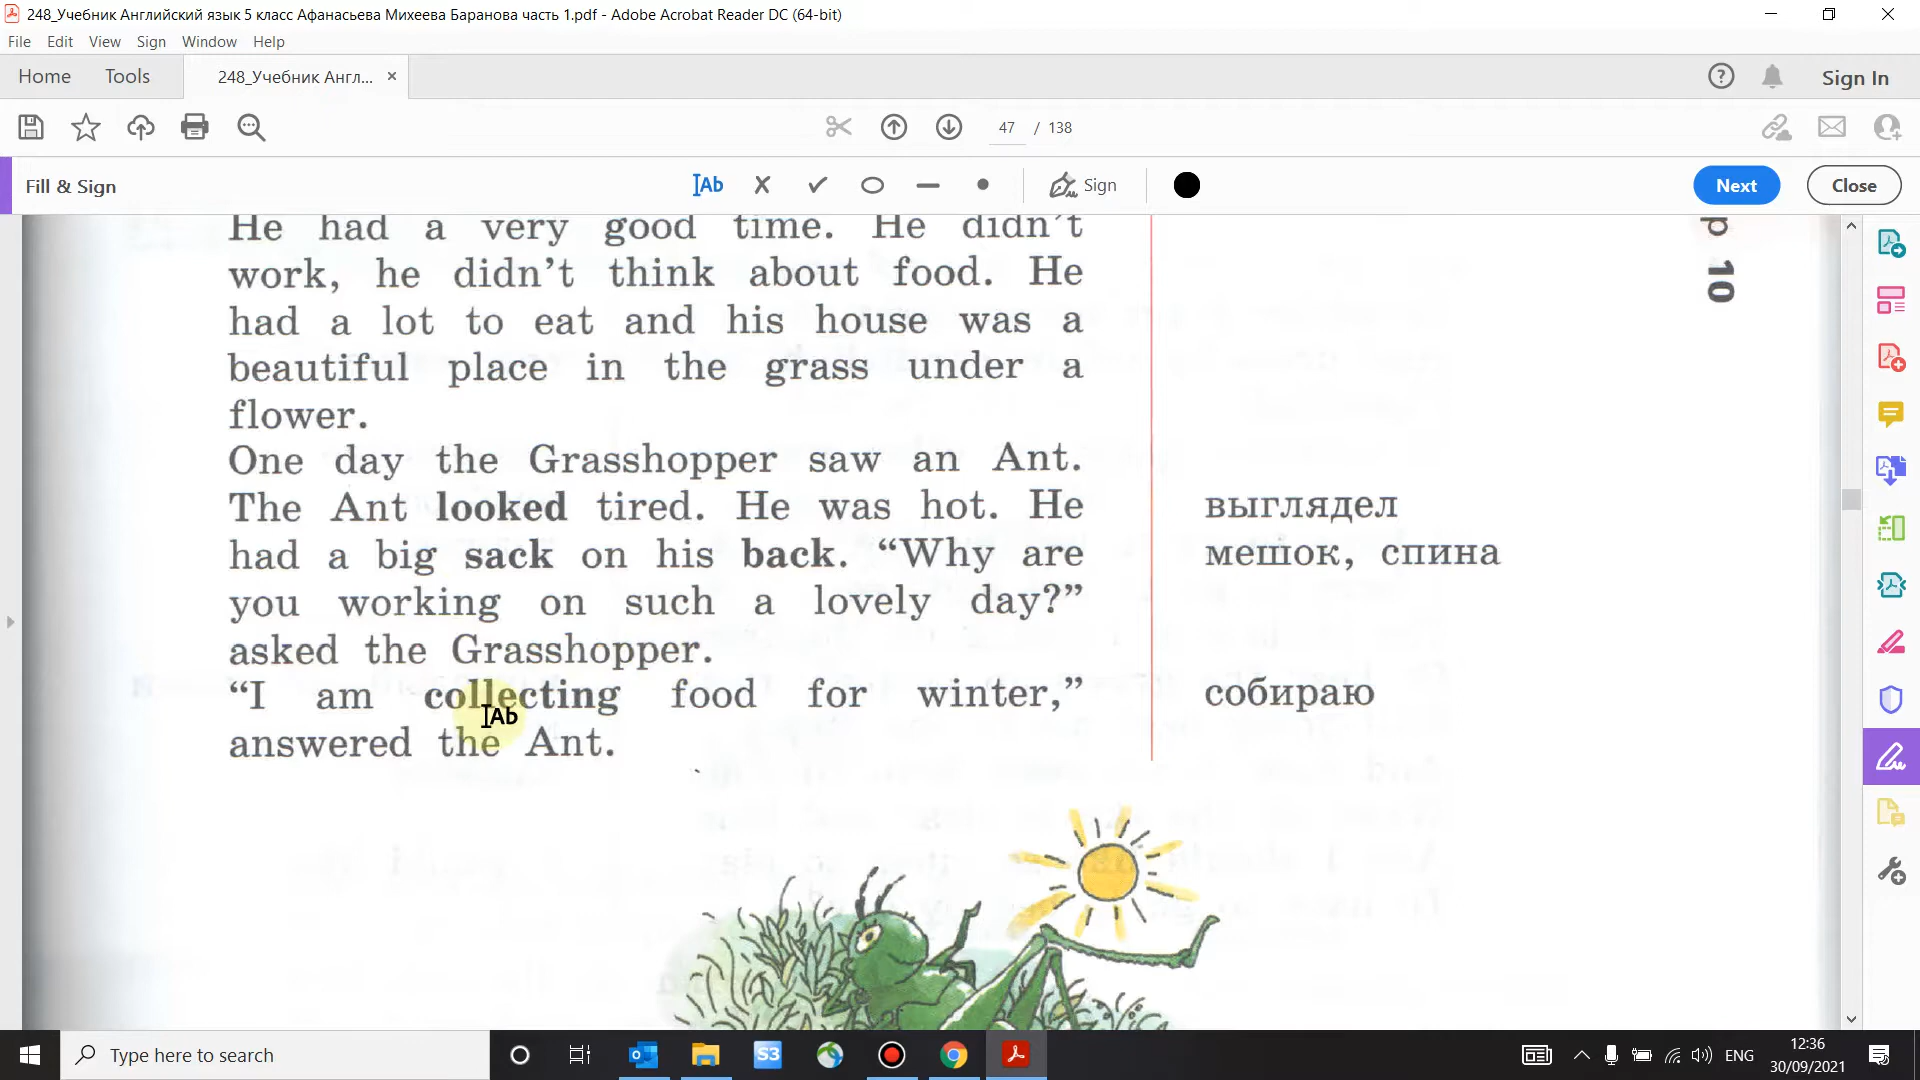 248_Учебник Английский язык 5 класс Афанасьева Михеева Баранова часть 1.pdf - Adobe Acrobat Reader DC (64-bit)
File Edit View Sign Window Help
Home Tools 248_Учебник Англ... Sign In
47 / 138
Fill & Sign
Ab Sign Next Close
He had a very good time. He didn't
work, he didn't think about food. He
had a lot to eat and his house was a
beautiful place in the grass under a
flower.
One day the Grasshopper saw an Ant.
The Ant looked tired. He was hot. He
выглядел
had a big sack on his back. “Why are
мешок, спина
you working on such a lovely day?”
asked the Grasshopper.
“I am collecting food for winter,”
собираю
Ab
answered the Ant.
p 10
Type here to search
S3
ENG
12:36
30/09/2021